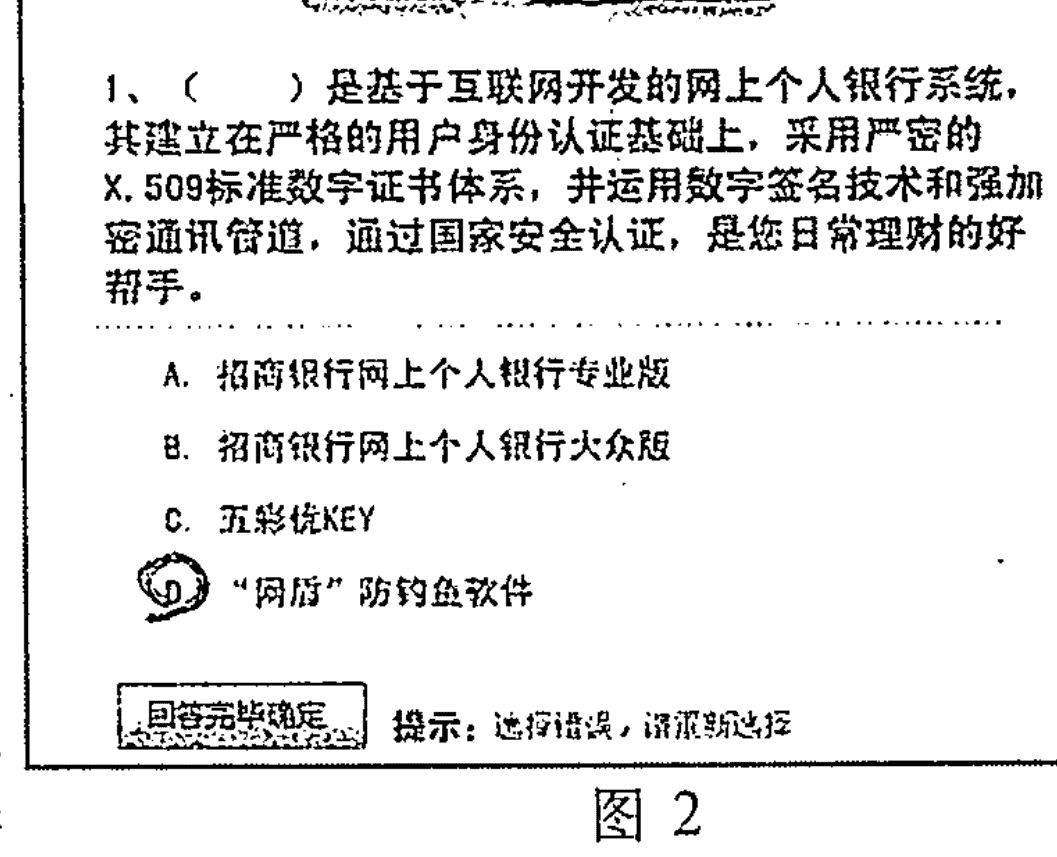 1、（　　）是基于互联网开发的网上个人银行系统，
其建立在严格的用户身份认证基础上，采用严密的
X.509标准数字证书体系，并运用数字签名技术和强加
密通讯管道，通过国家安全认证，是您日常理财的好
帮手。
A. 招商银行网上个人银行专业版
B. 招商银行网上个人银行大众版
C. 五彩优KEY
D “网盾”防钓鱼软件
回答完毕确定 提示：选择错误，请重新选择
图 2